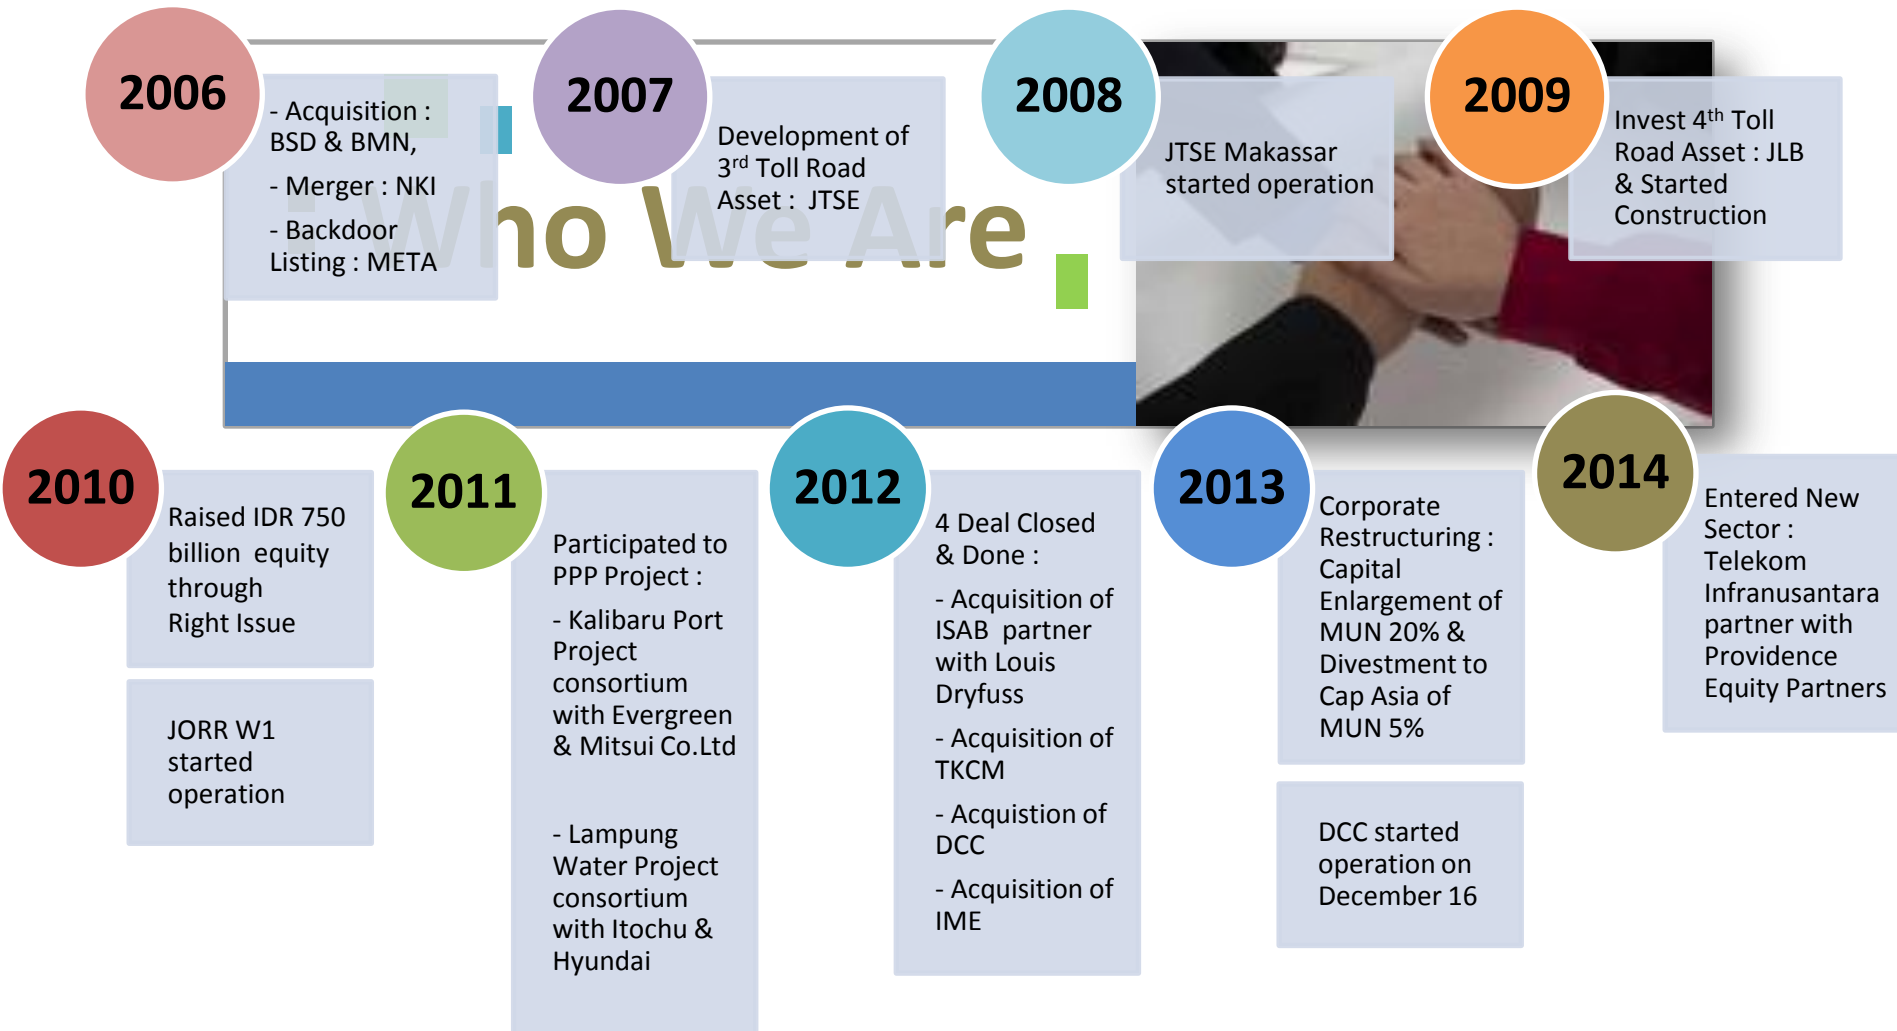 2006
- Acquisition :
BSD & BMN,
- Merger : NKI
- Backdoor
Listing : META
2007
Development of
3rd Toll Road
Asset : JTSE
2008
JTSE Makassar
started operation
2009
Invest 4th Toll
Road Asset : JLB
& Started
Construction
Who We Are
2010
Raised IDR 750
billion equity
through
Right Issue
JORR W1
started
operation
2011
Participated to
PPP Project :
- Kalibaru Port
Project
consortium
with Evergreen
& Mitsui Co.Ltd
- Lampung
Water Project
consortium
with Itochu &
Hyundai
2012
4 Deal Closed
& Done :
- Acquisition of
ISAB partner
with Louis
Dryfuss
- Acquisition of
TKCM
- Acquistion of
DCC
- Acquisition of
IME
2013
Corporate
Restructuring :
Capital
Enlargement of
MUN 20% &
Divestment to
Cap Asia of
MUN 5%
DCC started
operation on
December 16
2014
Entered New
Sector :
Telekom
Infranusantara
partner with
Providence
Equity Partners